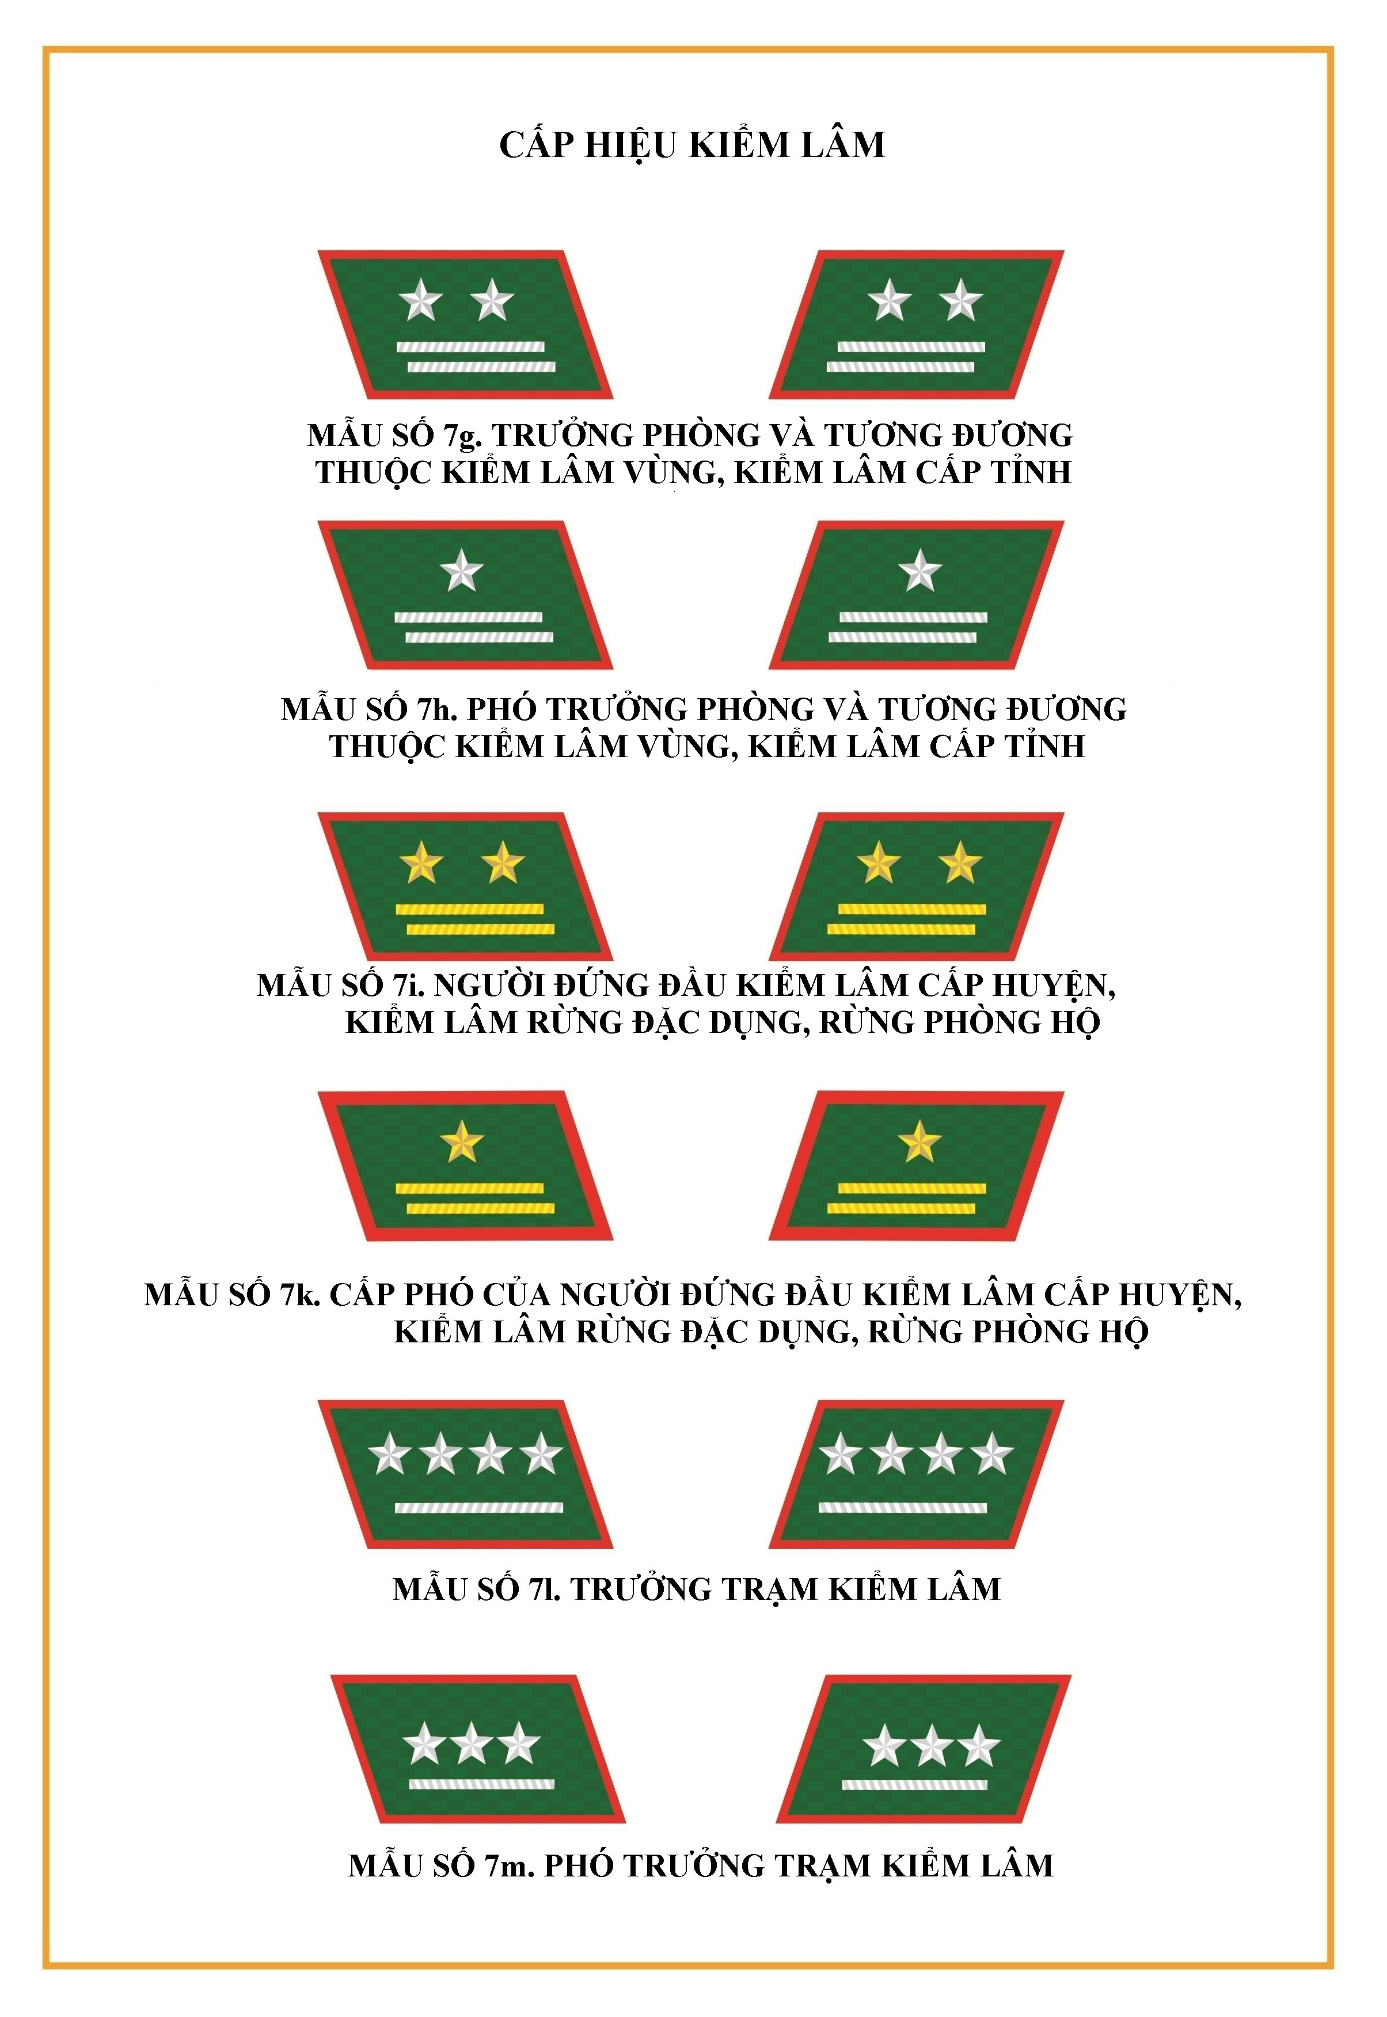 CẤP HIỆU KIỂM LÂM
MẪU SỐ 7g. TRƯỞNG PHÒNG VÀ TƯƠNG ĐƯƠNG
THUỘC KIỂM LÂM VÙNG, KIỂM LÂM CẤP TỈNH
MẪU SỐ 7h. PHÓ TRƯỞNG PHÒNG VÀ TƯƠNG ĐƯƠNG
THUỘC KIỂM LÂM VÙNG, KIỂM LÂM CẤP TỈNH
MẪU SỐ 7i. NGƯỜI ĐỨNG ĐẦU KIỂM LÂM CẤP HUYỆN,
KIỂM LÂM RỪNG ĐẶC DỤNG, RỪNG PHÒNG HỘ
MẪU SỐ 7k. CẤP PHÓ CỦA NGƯỜI ĐỨNG ĐẦU KIỂM LÂM CẤP HUYỆN,
KIỂM LÂM RỪNG ĐẶC DỤNG, RỪNG PHÒNG HỘ
MẪU SỐ 7l. TRƯỞNG TRẠM KIỂM LÂM
MẪU SỐ 7m. PHÓ TRƯỞNG TRẠM KIỂM LÂM